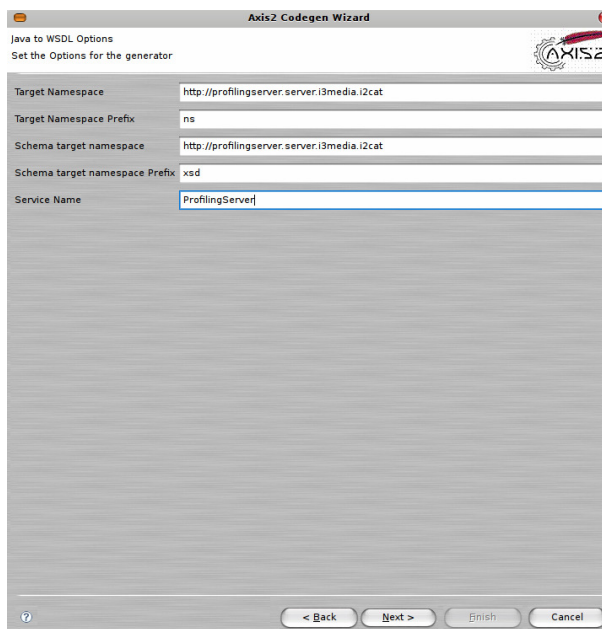 Axis2 Codegen Wizard
Java to WSDL Options
Set the Options for the generator
AXIS2
Target Namespace http://profilingserver.server.i3media.i2cat
Target Namespace Prefix ns
Schema target namespace http://profilingserver.server.i3media.i2cat
Schema target namespace Prefix xsd
Service Name ProfilingServer
? < Back Next > Finish Cancel